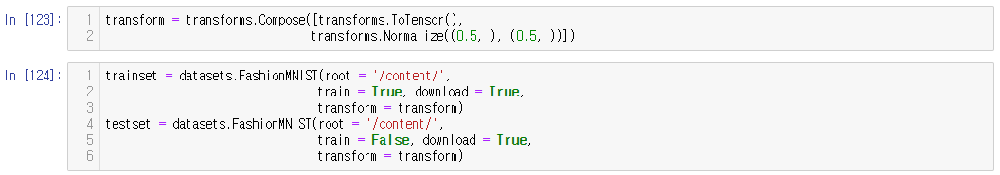 In [123]:
1 transform = transforms.Compose([transforms.ToTensor(),
2                                 transforms.Normalize((0.5, ), (0.5, ))])
In [124]:
1 trainset = datasets.FashionMNIST(root = '/content/',
2                                  train = True, download = True,
3                                  transform = transform)
4 testset = datasets.FashionMNIST(root = '/content/',
5                                  train = False, download = True,
6                                  transform = transform)